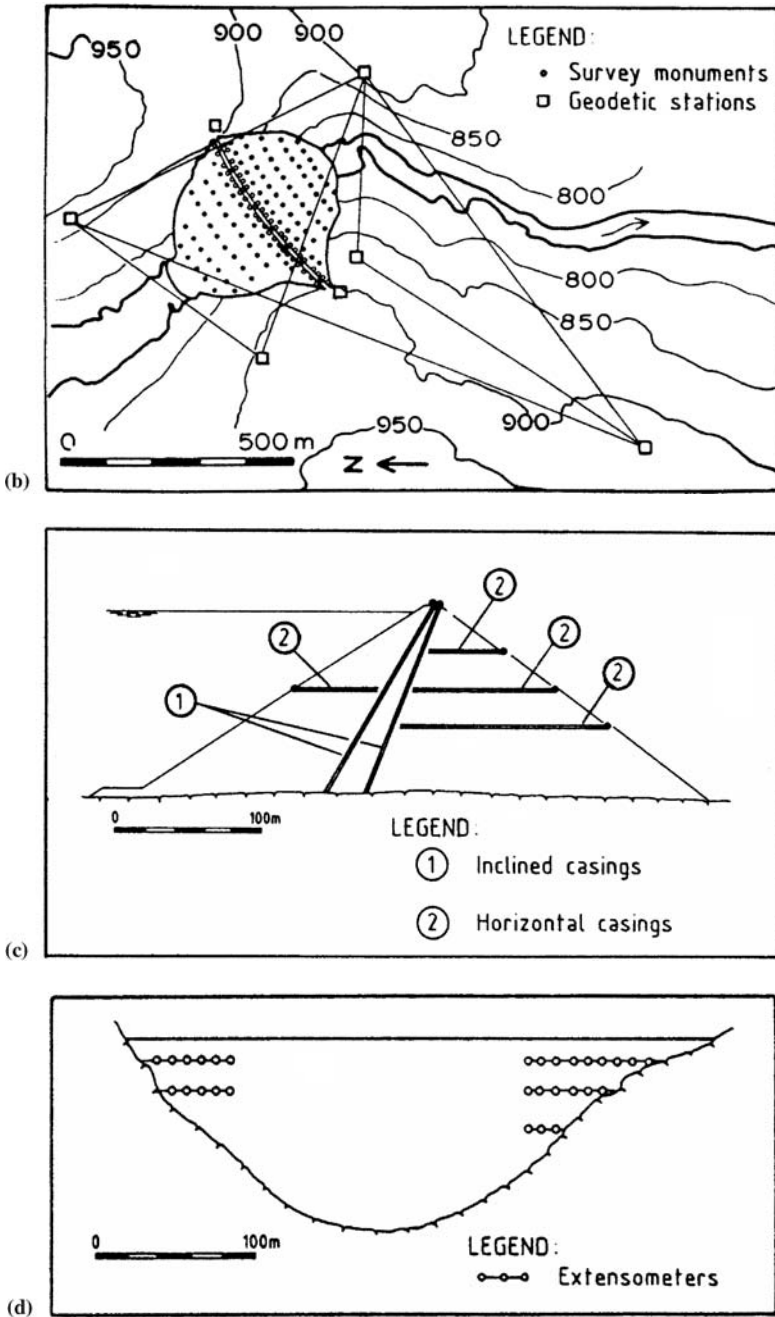 950
900
900
LEGEND:
Survey monuments
Geodetic stations
850
800
800
850
900
950
0 500 m
N
(b)
2
2
2
2
1
0 100m
LEGEND:
1 Inclined casings
2 Horizontal casings
(c)
0 100m
LEGEND:
Extensometers
(d)